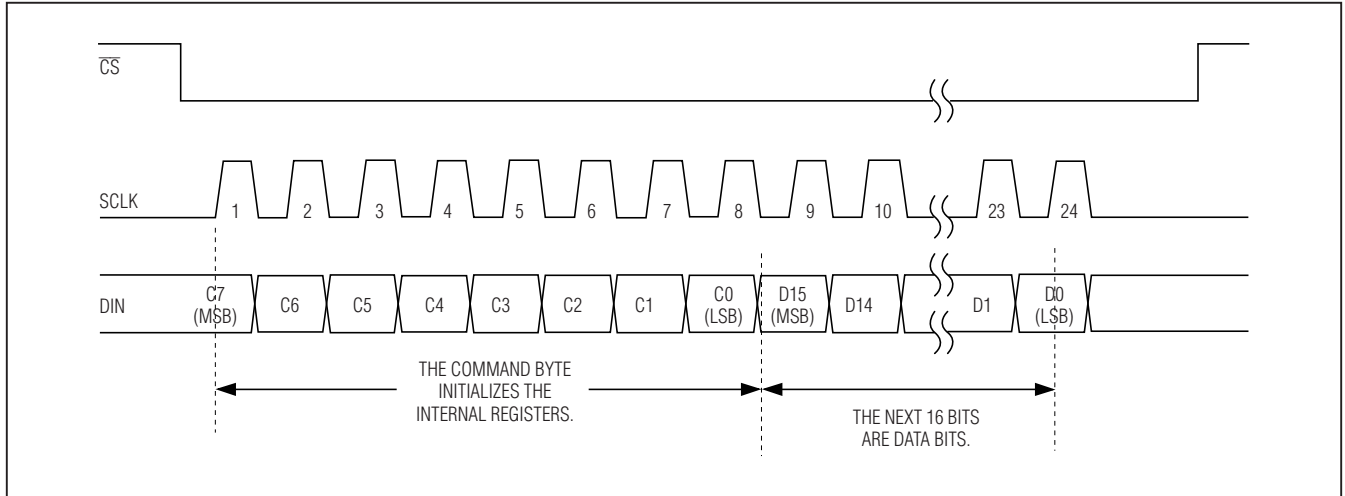 CS
SCLK
1 2 3 4 5 6 7 8 9 10 23 24
DIN
C7 (MSB)
C6
C5
C4
C3
C2
C1
C0 (LSB)
D15 (MSB)
D14
D1
D0 (LSB)
THE COMMAND BYTE
INITIALIZES THE
INTERNAL REGISTERS.
THE NEXT 16 BITS
ARE DATA BITS.